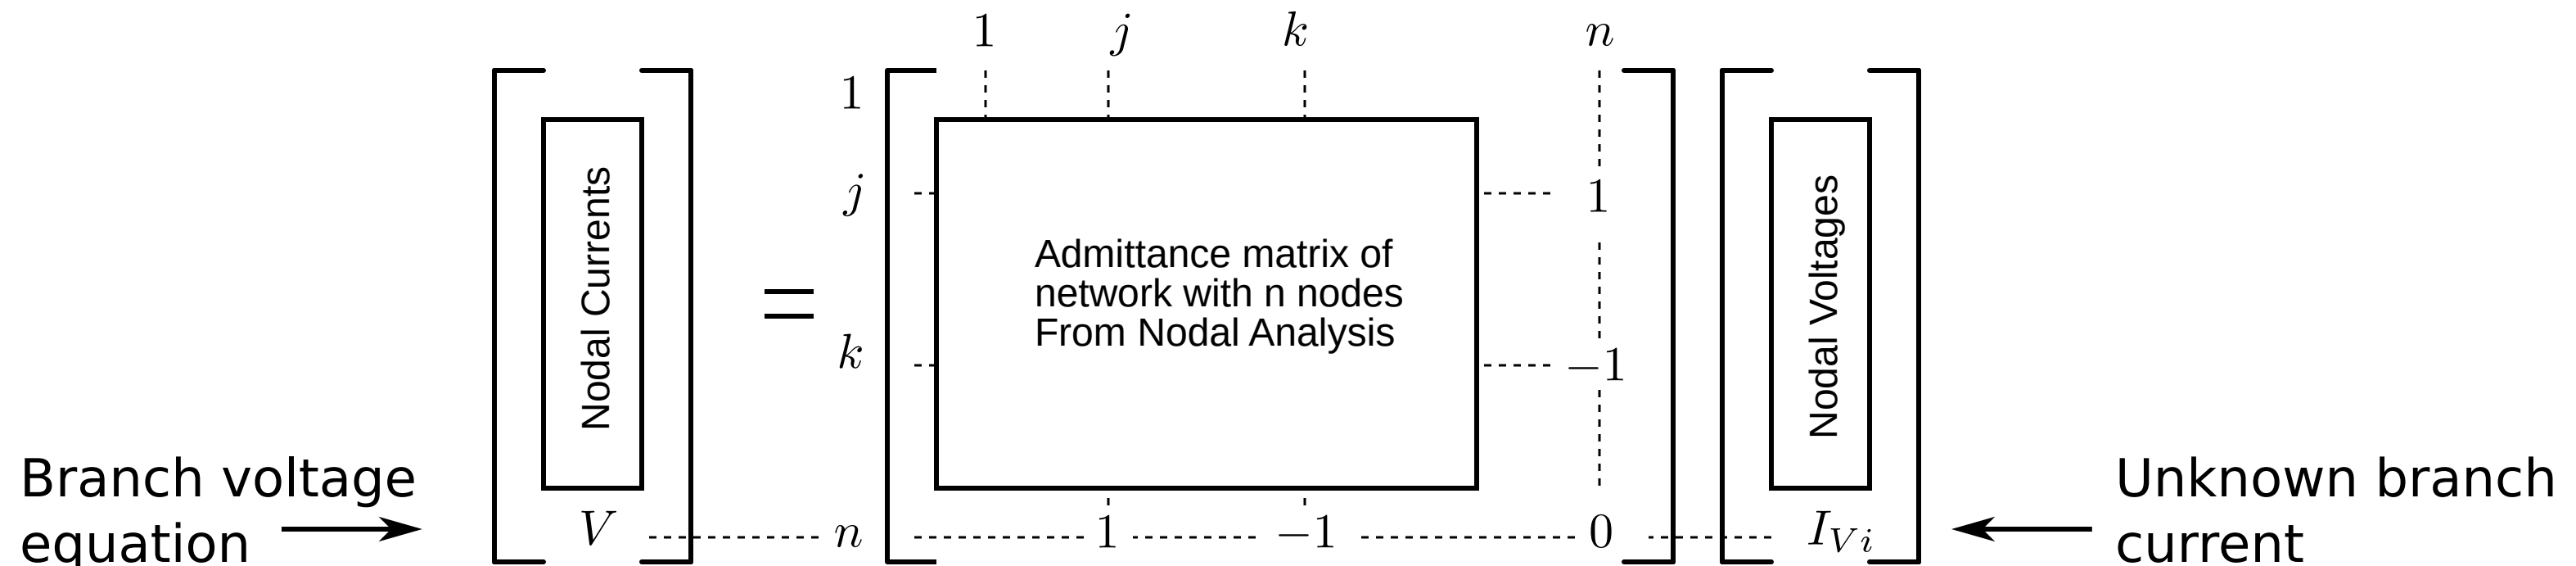 1 j k n
1
j 1
k −1
Nodal Currents
=
Admittance matrix of
network with n nodes
From Nodal Analysis
Nodal Voltages
Branch voltage
equation
V n 1 −1 0 I_{Vi}
Unknown branch
current